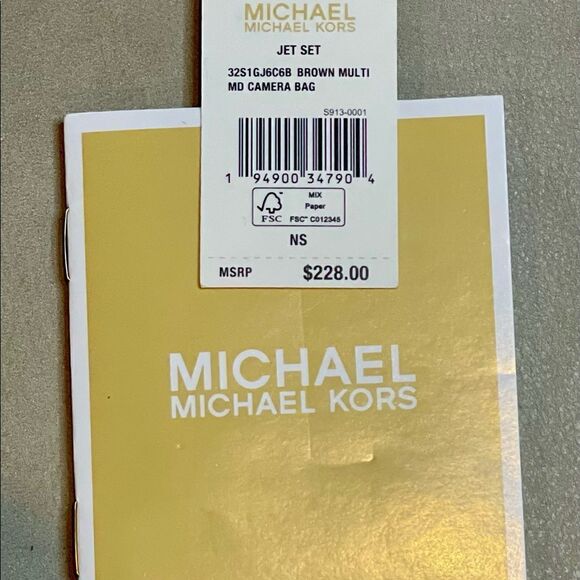 MICHAEL
MICHAEL KORS
JET SET
32S1GJ6C6B BROWN MULTI
MD CAMERA BAG
S913-0001
1 94900 34790 4
FSC
MIX
Paper
FSC™ C012345
NS
MSRP $228.00
MICHAEL
MICHAEL KORS